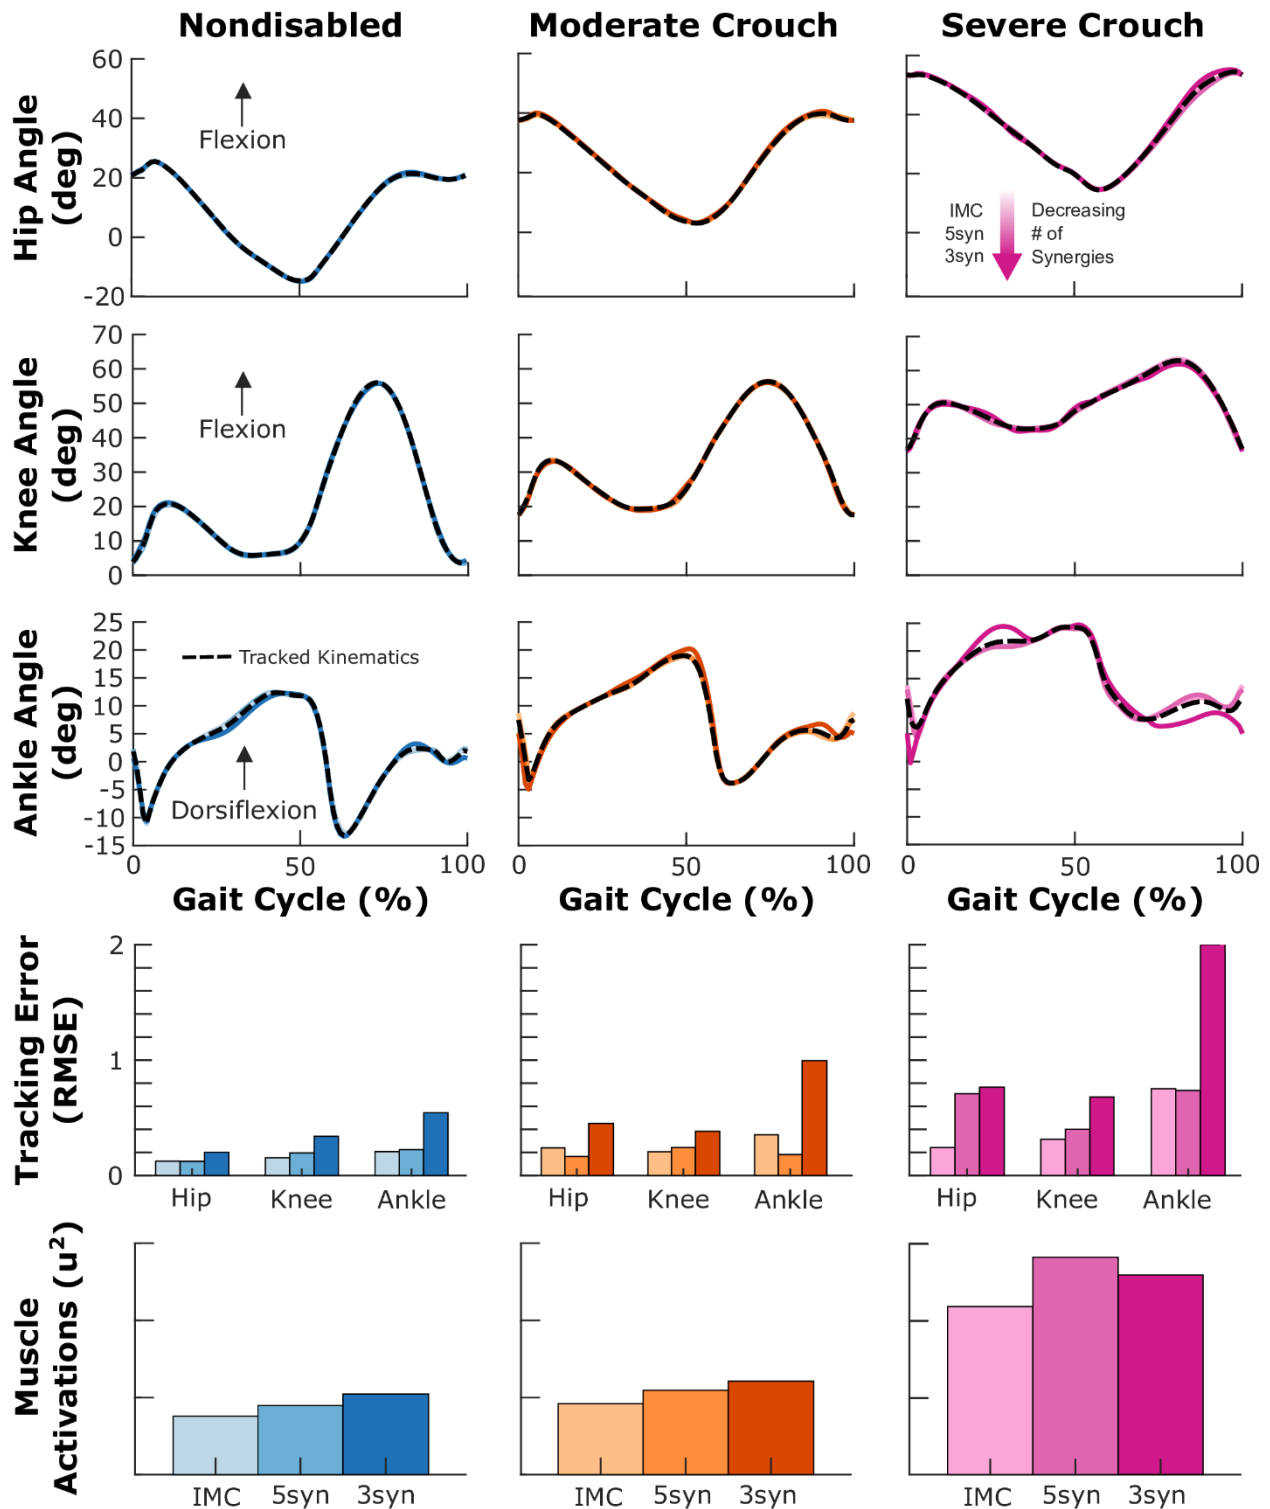 Nondisabled
Moderate Crouch
Severe Crouch
Hip Angle
(deg)
60
40
20
0
-20
Flexion
IMC
5syn
3syn
Decreasing
# of
Synergies
Knee Angle
(deg)
70
60
50
40
30
20
10
0
Flexion
Ankle Angle
(deg)
25
20
15
10
5
0
-5
-10
-15
Tracked Kinematics
Dorsiflexion
0
50
100
0
50
100
0
50
100
Gait Cycle (%)
Gait Cycle (%)
Gait Cycle (%)
Tracking Error
(RMSE)
2
1
0
Hip
Knee
Ankle
Hip
Knee
Ankle
Hip
Knee
Ankle
Muscle
Activations (u²)
IMC
5syn
3syn
IMC
5syn
3syn
IMC
5syn
3syn